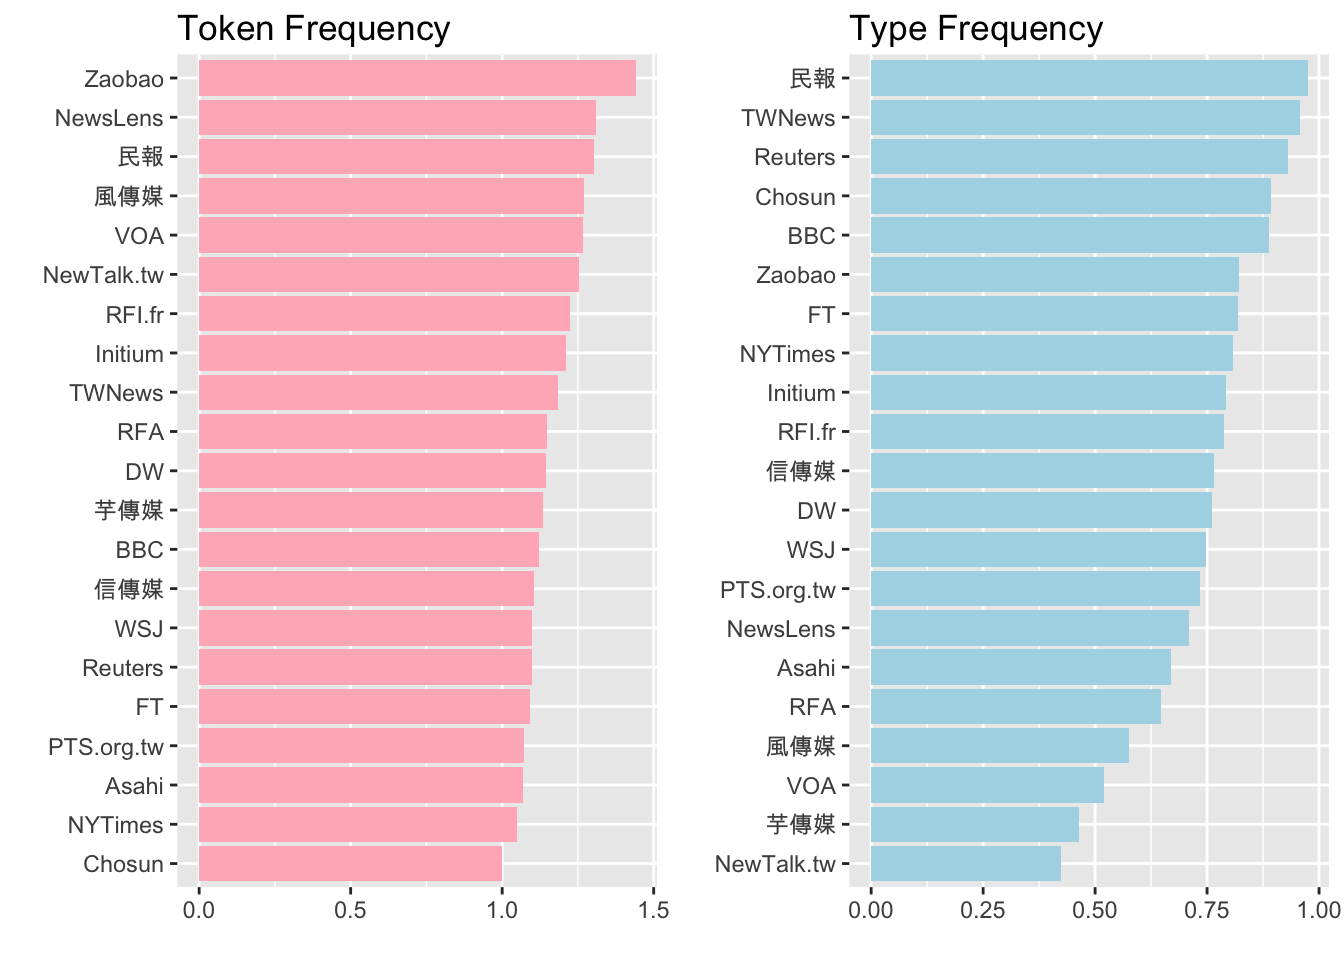 Token Frequency
Zaobao
NewsLens
民報
風傳媒
VOA
NewTalk.tw
RFI.fr
Initium
TWNews
RFA
DW
芋傳媒
BBC
信傳媒
WSJ
Reuters
FT
PTS.org.tw
Asahi
NYTimes
Chosun
0.0 0.5 1.0 1.5
Type Frequency
民報
TWNews
Reuters
Chosun
BBC
Zaobao
FT
NYTimes
Initium
RFI.fr
信傳媒
DW
WSJ
PTS.org.tw
NewsLens
Asahi
RFA
風傳媒
VOA
芋傳媒
NewTalk.tw
0.00 0.25 0.50 0.75 1.00